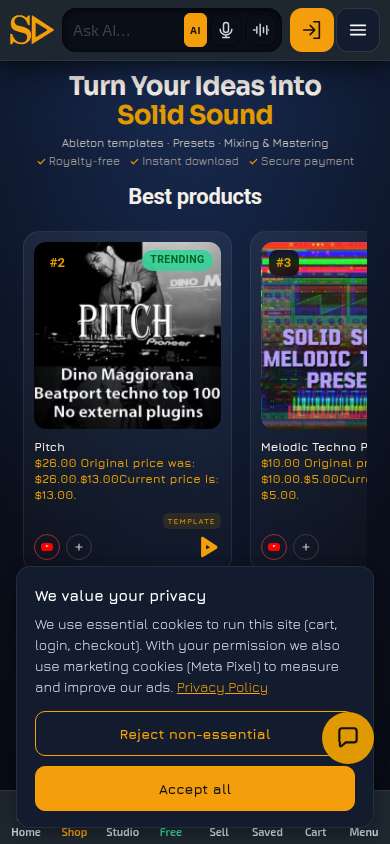 SD
Ask AI...
AI
Turn Your Ideas into
Solid Sound
Ableton templates · Presets · Mixing & Mastering
✓ Royalty-free ✓ Instant download ✓ Secure payment
Best products
#2
TRENDING
DINO M
PITCH
Pioneer
Dino Maggiorana
Beatport techno top 100
No external plugins
Pitch
$26.00 Original price was:
$26.00.$13.00Current price is:
$13.00.
TEMPLATE
#3
SOLID SO
MELODIC T
PRESE
Melodic Techno P
$10.00 Original pr
$10.00.$5.00Curre
$5.00.
We value your privacy
We use essential cookies to run this site (cart,
login, checkout). With your permission we also
use marketing cookies (Meta Pixel) to measure
and improve our ads. Privacy Policy
Reject non-essential
Accept all
Home Shop Studio Free Sell Saved Cart Menu